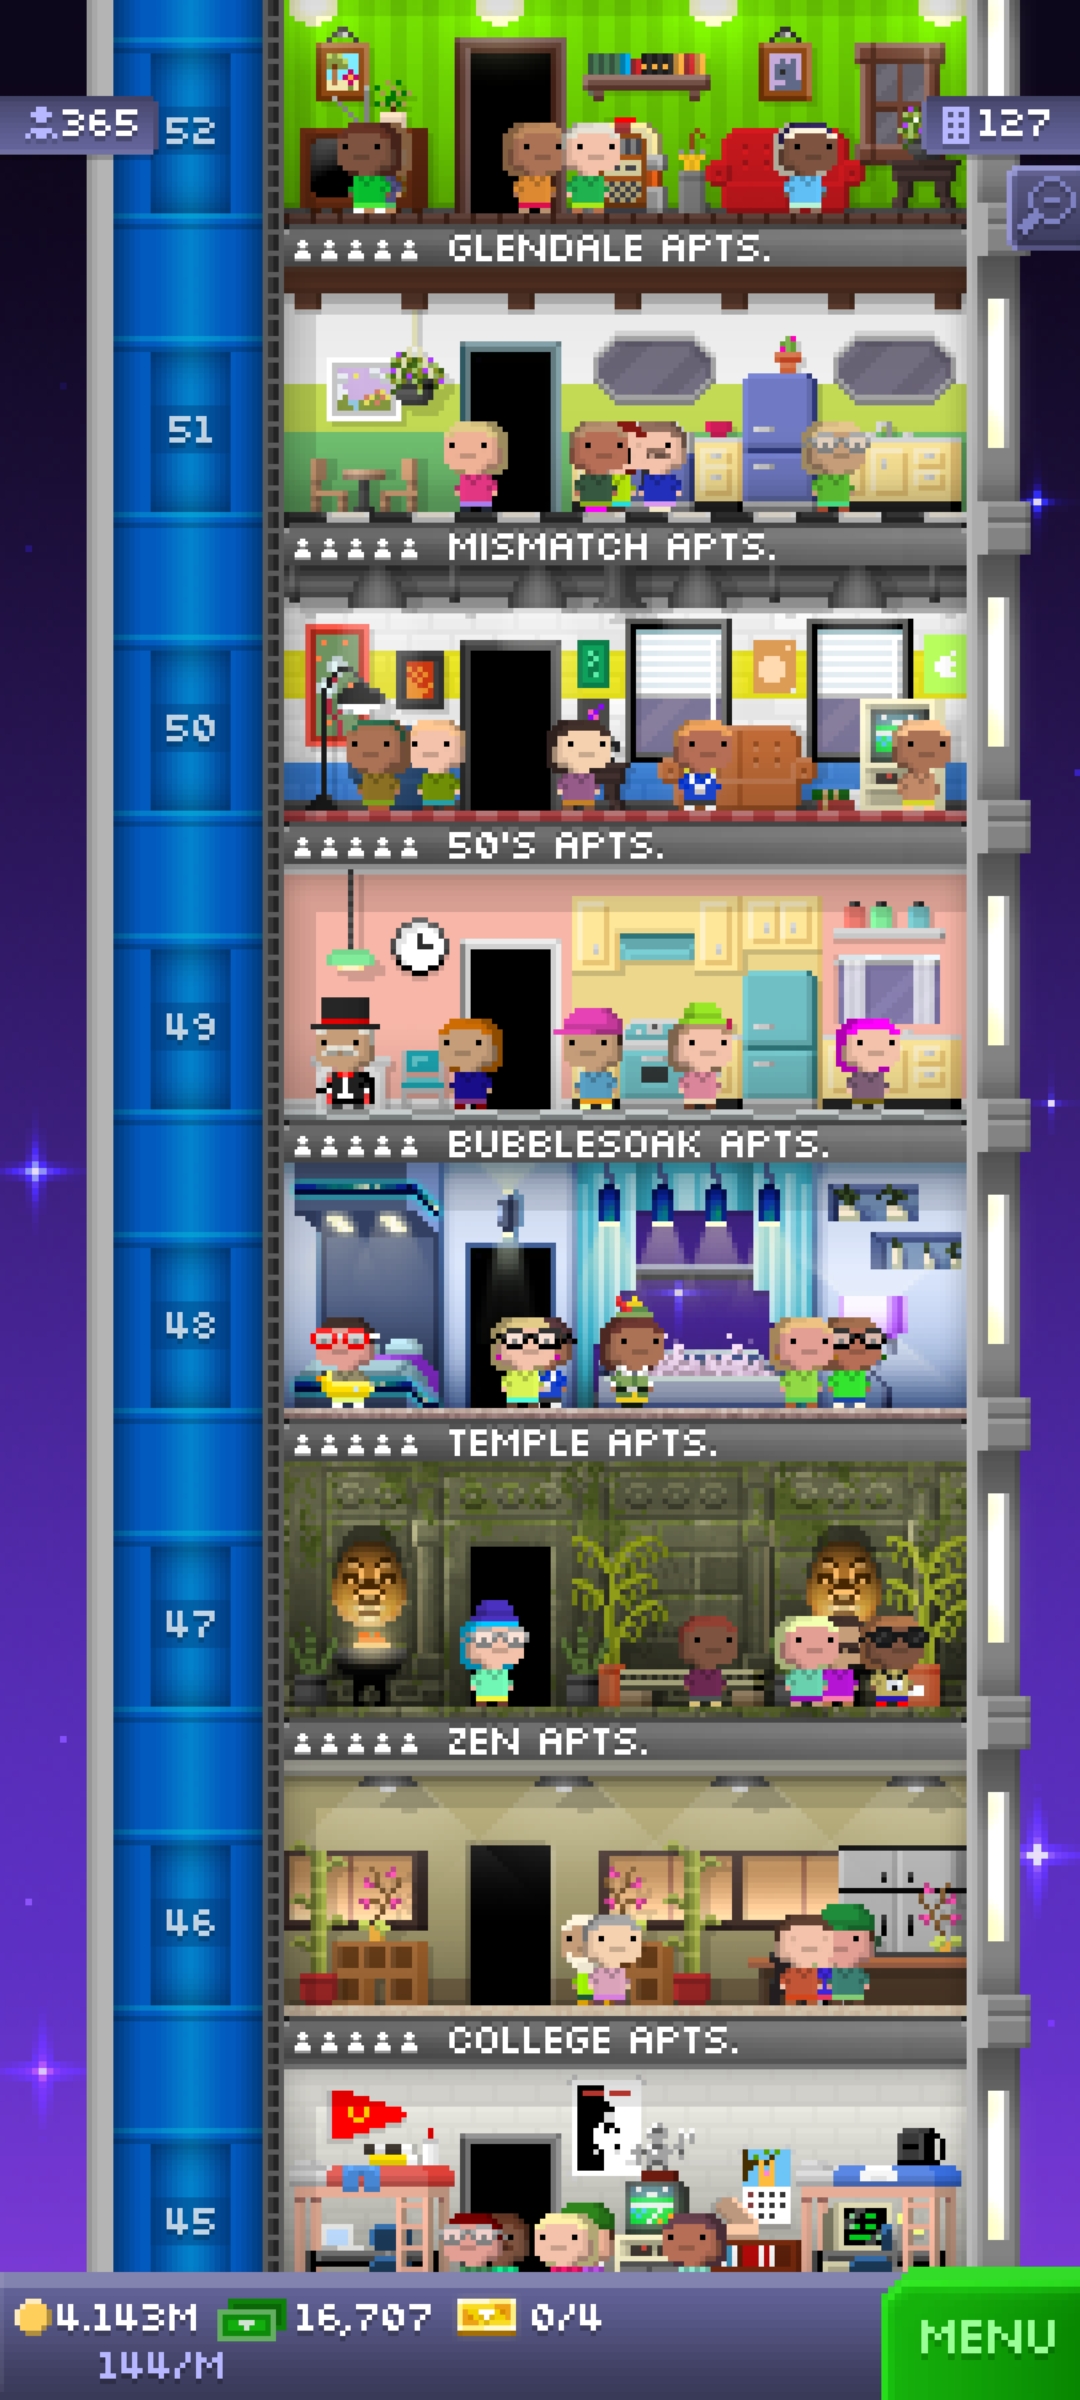 365
52
127
GLENDALE APTS.
51
MISMATCH APTS.
50
50'S APTS.
49
BUBBLESOAK APTS.
48
TEMPLE APTS.
47
ZEN APTS.
46
COLLEGE APTS.
45
4.143M 16,707 0/4
144/M
MENU